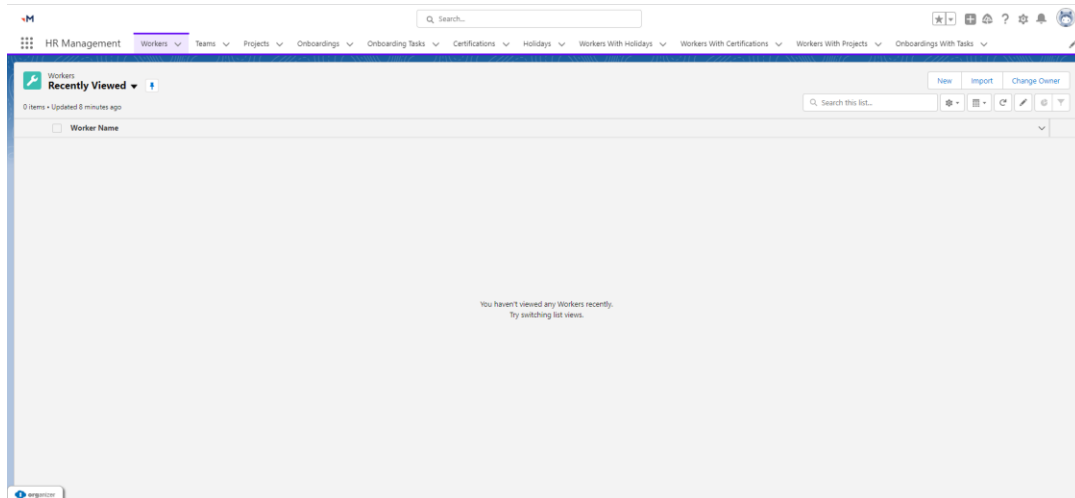 M
Search...
HR Management Workers Teams Projects Onboardings Onboarding Tasks Certifications Holidays Workers With Holidays Workers With Certifications Workers With Projects Onboardings With Tasks
Workers
Recently Viewed
New Import Change Owner
0 items • Updated 8 minutes ago
Search this list...
Worker Name
You haven't viewed any Workers recently.
Try switching list views.
organizer